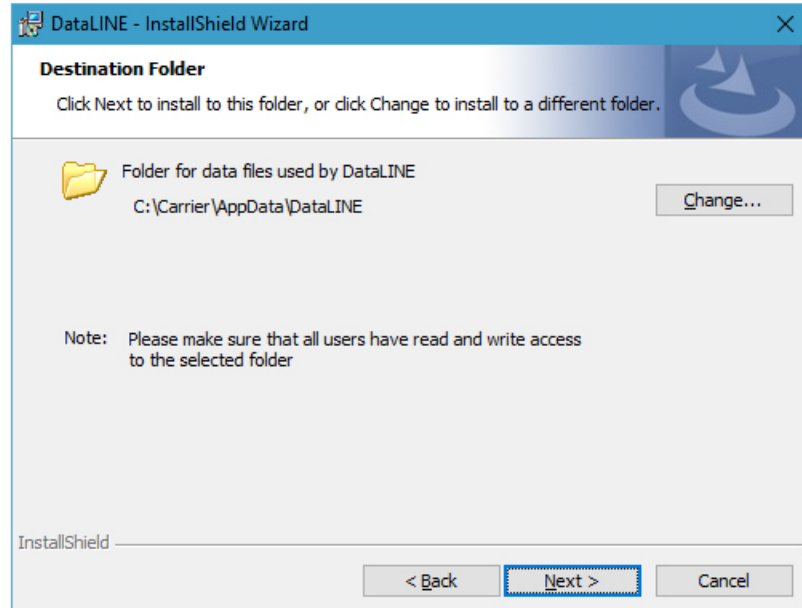 DataLINE - InstallShield Wizard
Destination Folder
Click Next to install to this folder, or click Change to install to a different folder.
Folder for data files used by DataLINE
C:\Carrier\AppData\DataLINE
Change...
Note: Please make sure that all users have read and write access
to the selected folder
InstallShield
< Back Next > Cancel